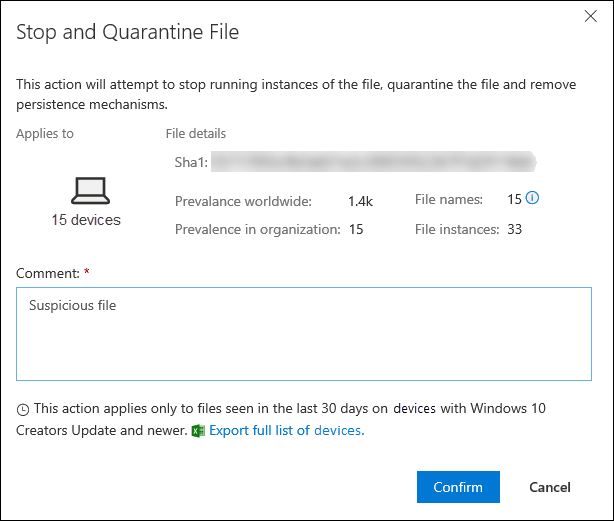 Stop and Quarantine File
This action will attempt to stop running instances of the file, quarantine the file and remove
persistence mechanisms.
Applies to
File details
Sha1:
15 devices
Prevalance worldwide: 1.4k
File names: 15
Prevalence in organization: 15
File instances: 33
Comment: *
Suspicious file
This action applies only to files seen in the last 30 days on devices with Windows 10
Creators Update and newer. Export full list of devices.
Confirm
Cancel